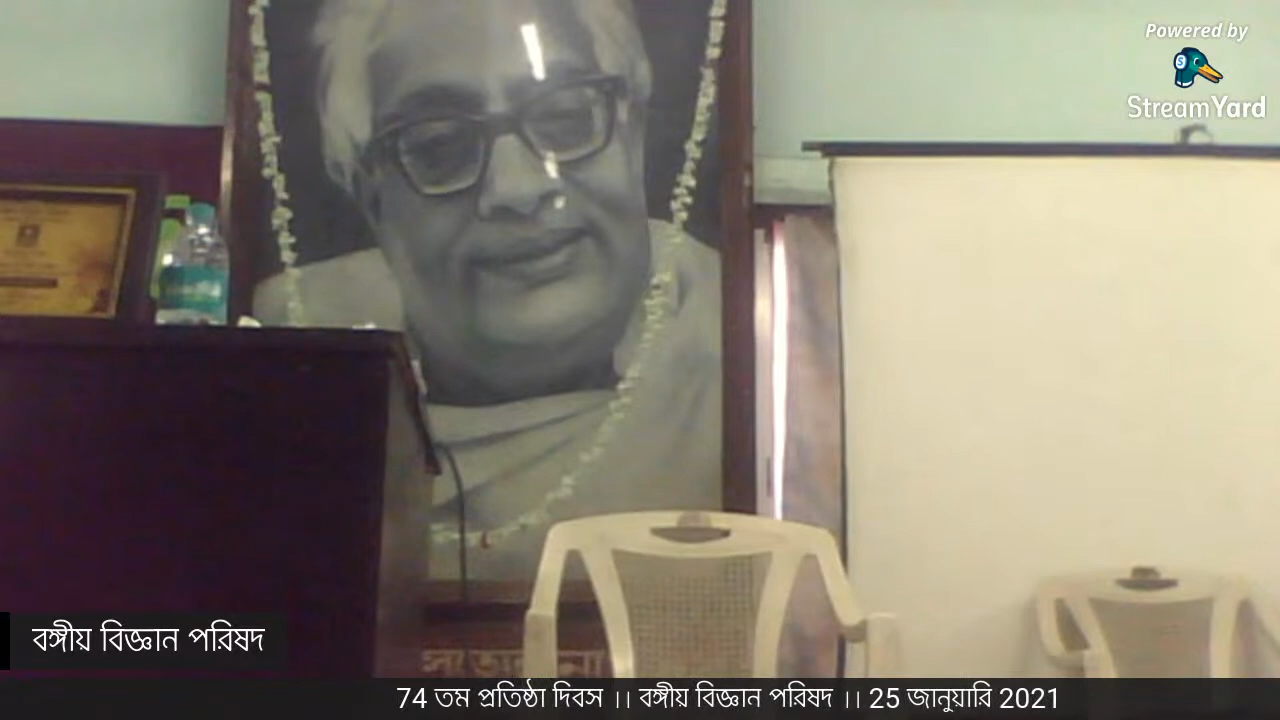 Powered by
StreamYard
বঙ্গীয় বিজ্ঞান পরিষদ
74 তম প্রতিষ্ঠা দিবস ।। বঙ্গীয় বিজ্ঞান পরিষদ ।। 25 জানুয়ারি 2021